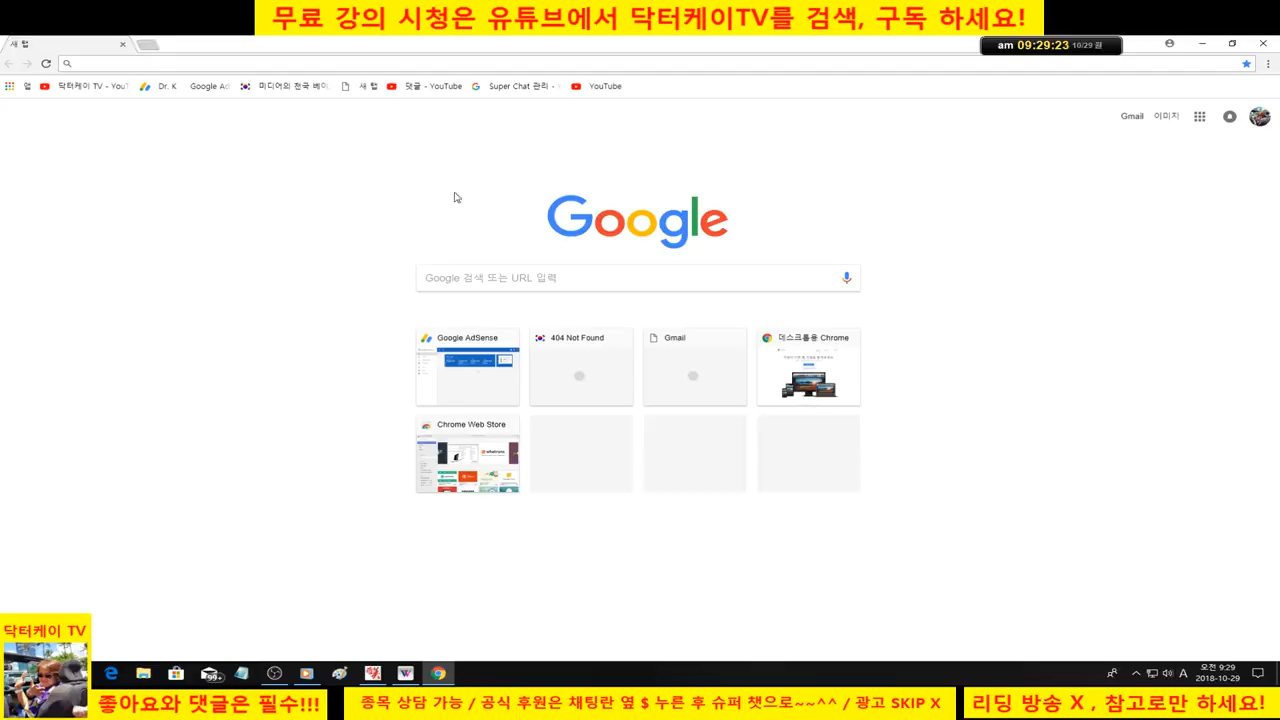 무료 강의 시청은 유튜브에서 닥터케이TV를 검색, 구독 하세요!
새 탭
am 09:29:23 10/29 월
앱 닥터케이 TV - YouT Dr. K Google Ad 미디어의 천국 베이 새 탭 댓글 - YouTube Super Chat 관리 - YouTube
Gmail 이미지
Google
Google 검색 또는 URL 입력
Google AdSense
404 Not Found
Gmail
데스크톱용 Chrome
Chrome Web Store
닥터케이 TV
99+
A
오전 9:29
2018-10-29
좋아요와 댓글은 필수!!!
종목 상담 가능 / 공식 후원은 채팅란 옆 $ 누른 후 슈퍼 챗으로~~^^ / 광고 SKIP X
리딩 방송 X , 참고로만 하세요!